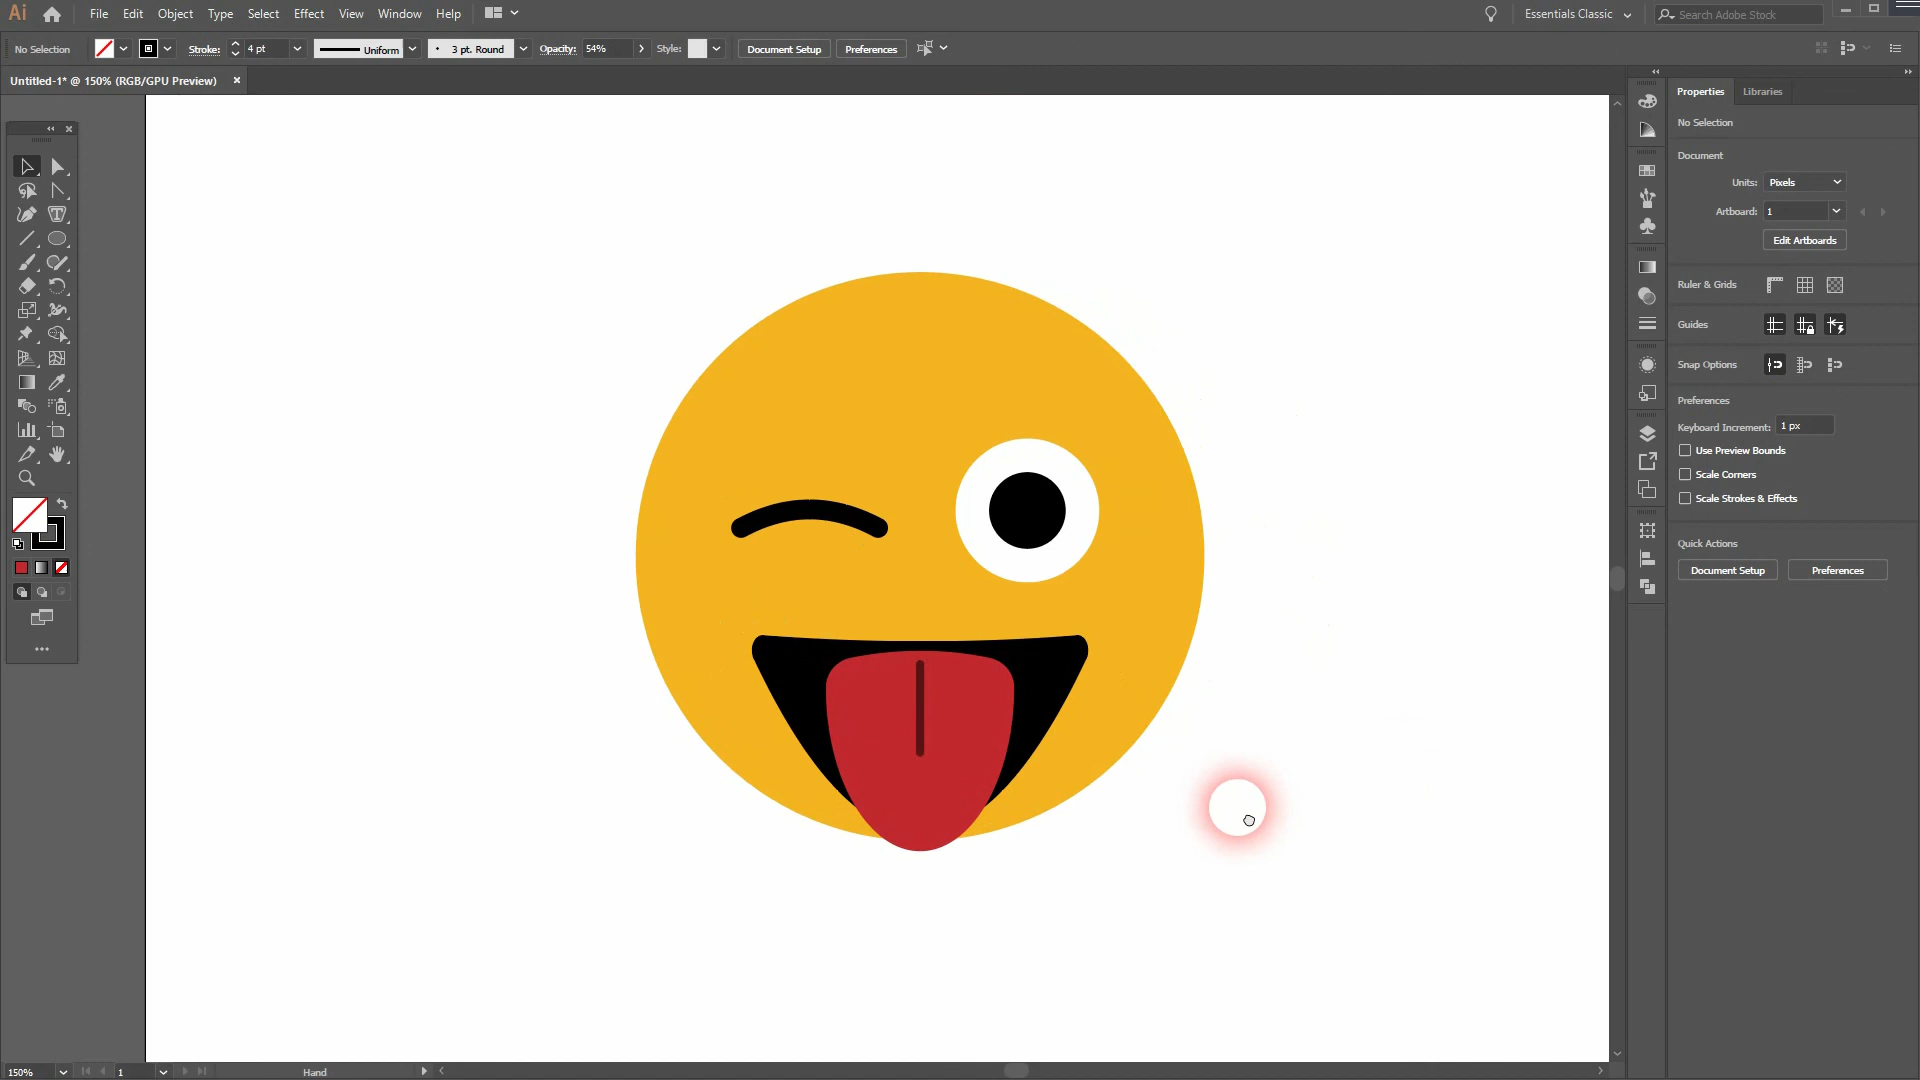 Ai File Edit Object Type Select Effect View Window Help Essentials Classic Search Adobe Stock
No Selection Stroke: 4 pt Uniform 3 pt. Round Opacity: 54% Style: Document Setup Preferences
Untitled-1* @ 150% (RGB/GPU Preview)
Properties Libraries
No Selection
Document
Units: Pixels
Artboard: 1
Edit Artboards
Ruler & Grids
Guides
Snap Options
Preferences
Keyboard Increment: 1 px
Use Preview Bounds
Scale Corners
Scale Strokes & Effects
Quick Actions
Document Setup Preferences
150% 1 Hand